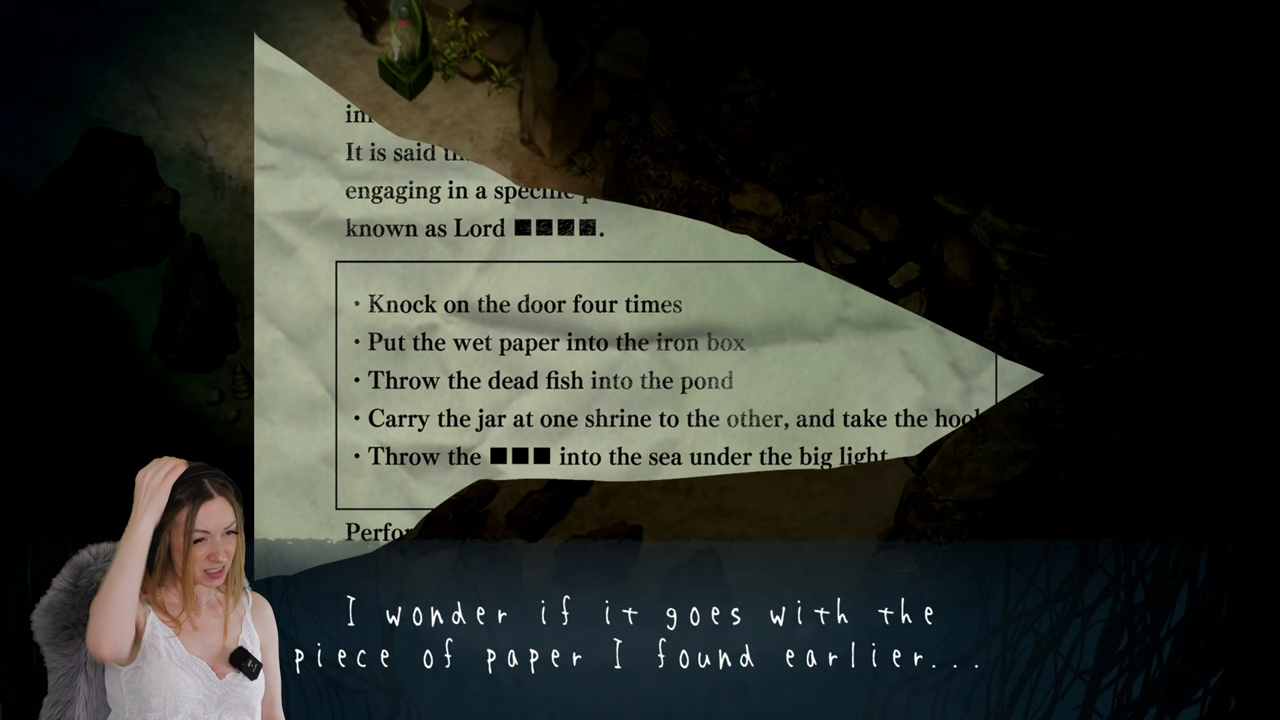 It is said
engaging in a specific
known as Lord ■■■■.
• Knock on the door four times
• Put the wet paper into the iron box
• Throw the dead fish into the pond
• Carry the jar at one shrine to the other, and take the
• Throw the ■■■ into the sea under the big light
I wonder if it goes with the
piece of paper I found earlier...